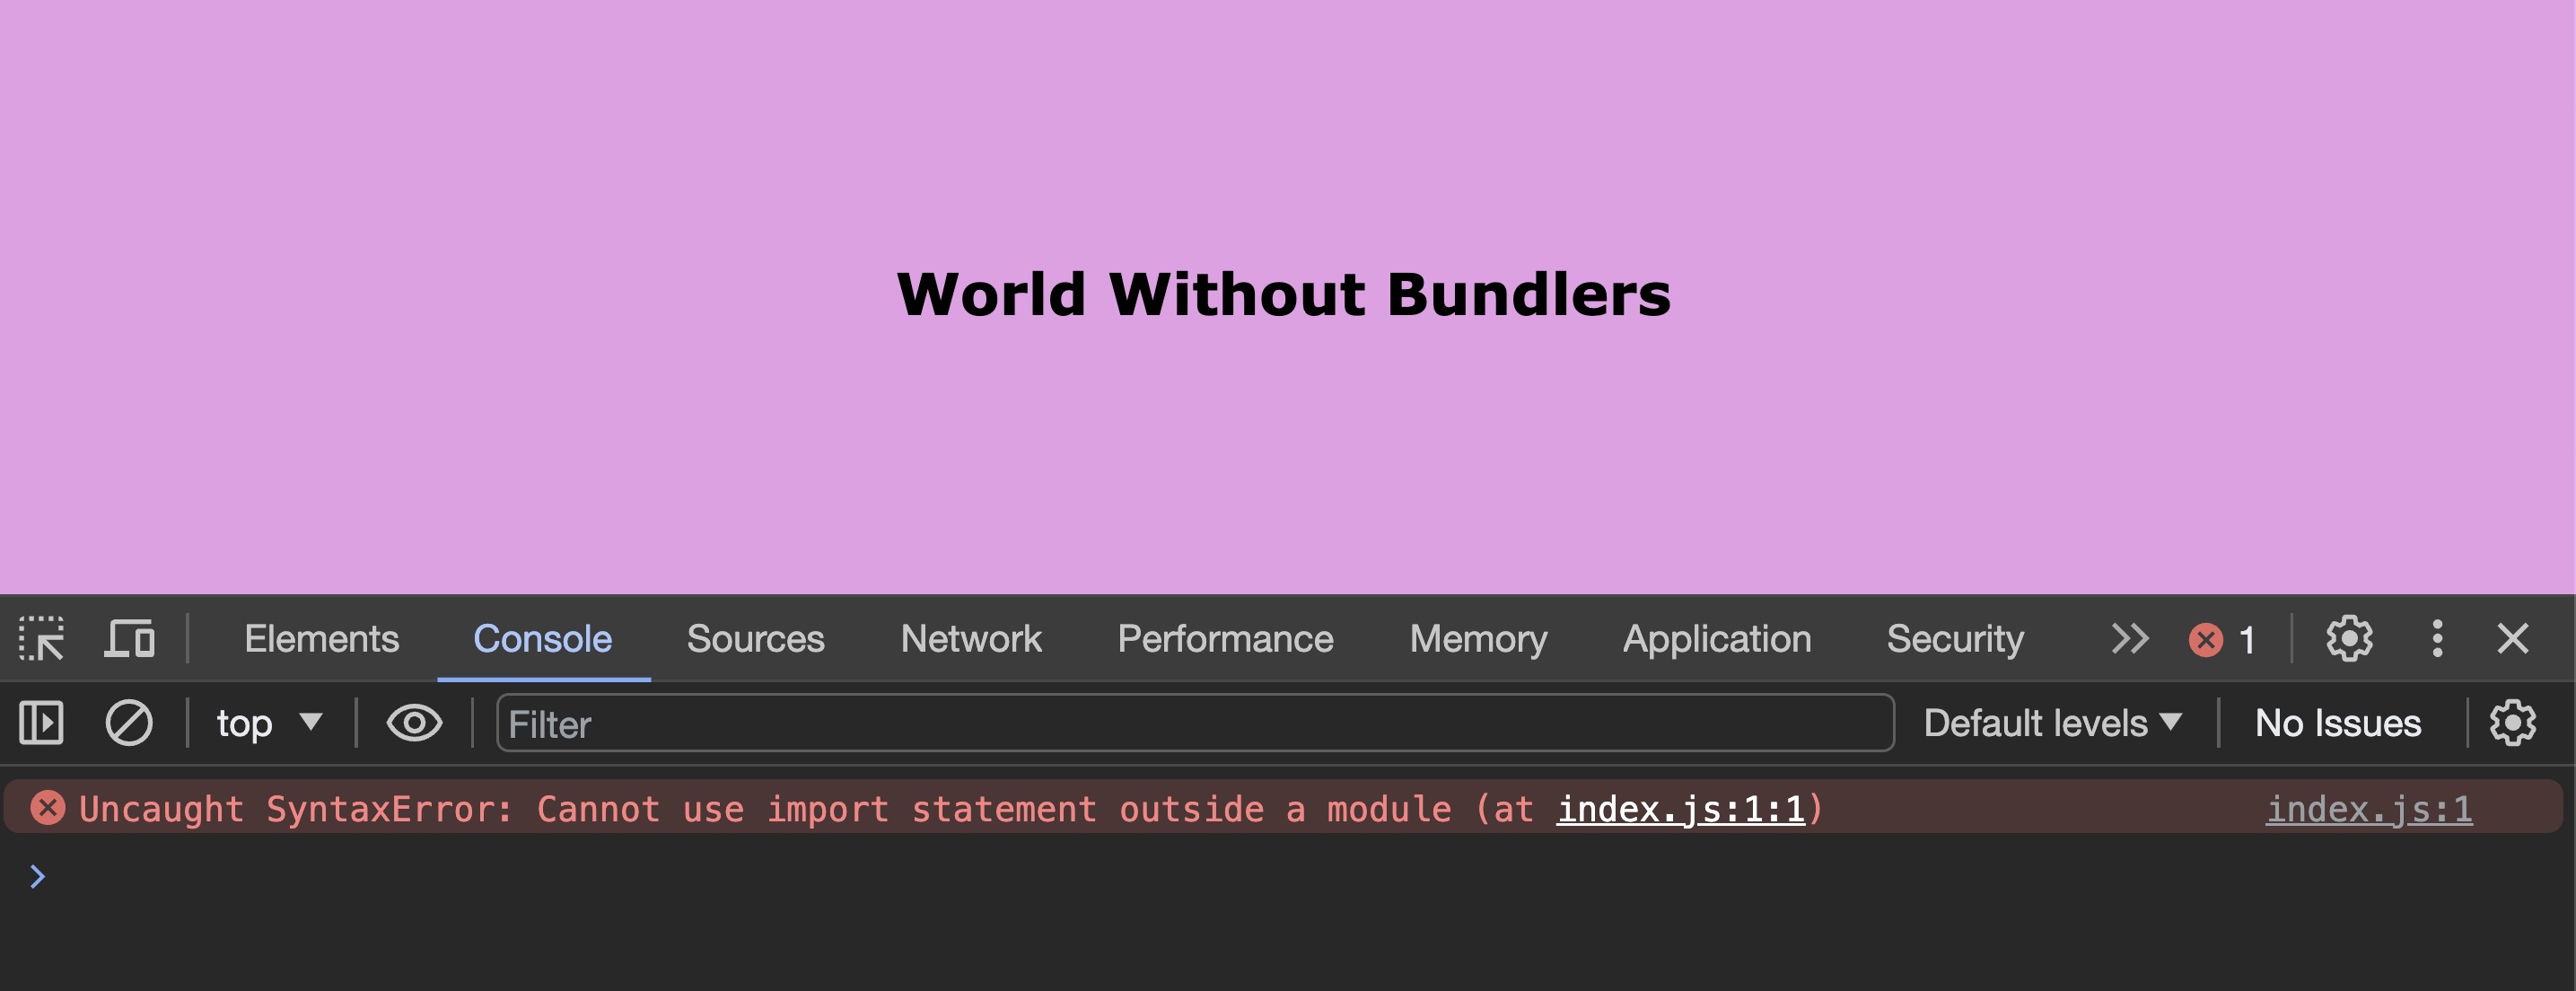 World Without Bundlers
Elements Console Sources Network Performance Memory Application Security 1
top Filter Default levels No Issues
Uncaught SyntaxError: Cannot use import statement outside a module (at index.js:1:1) index.js:1